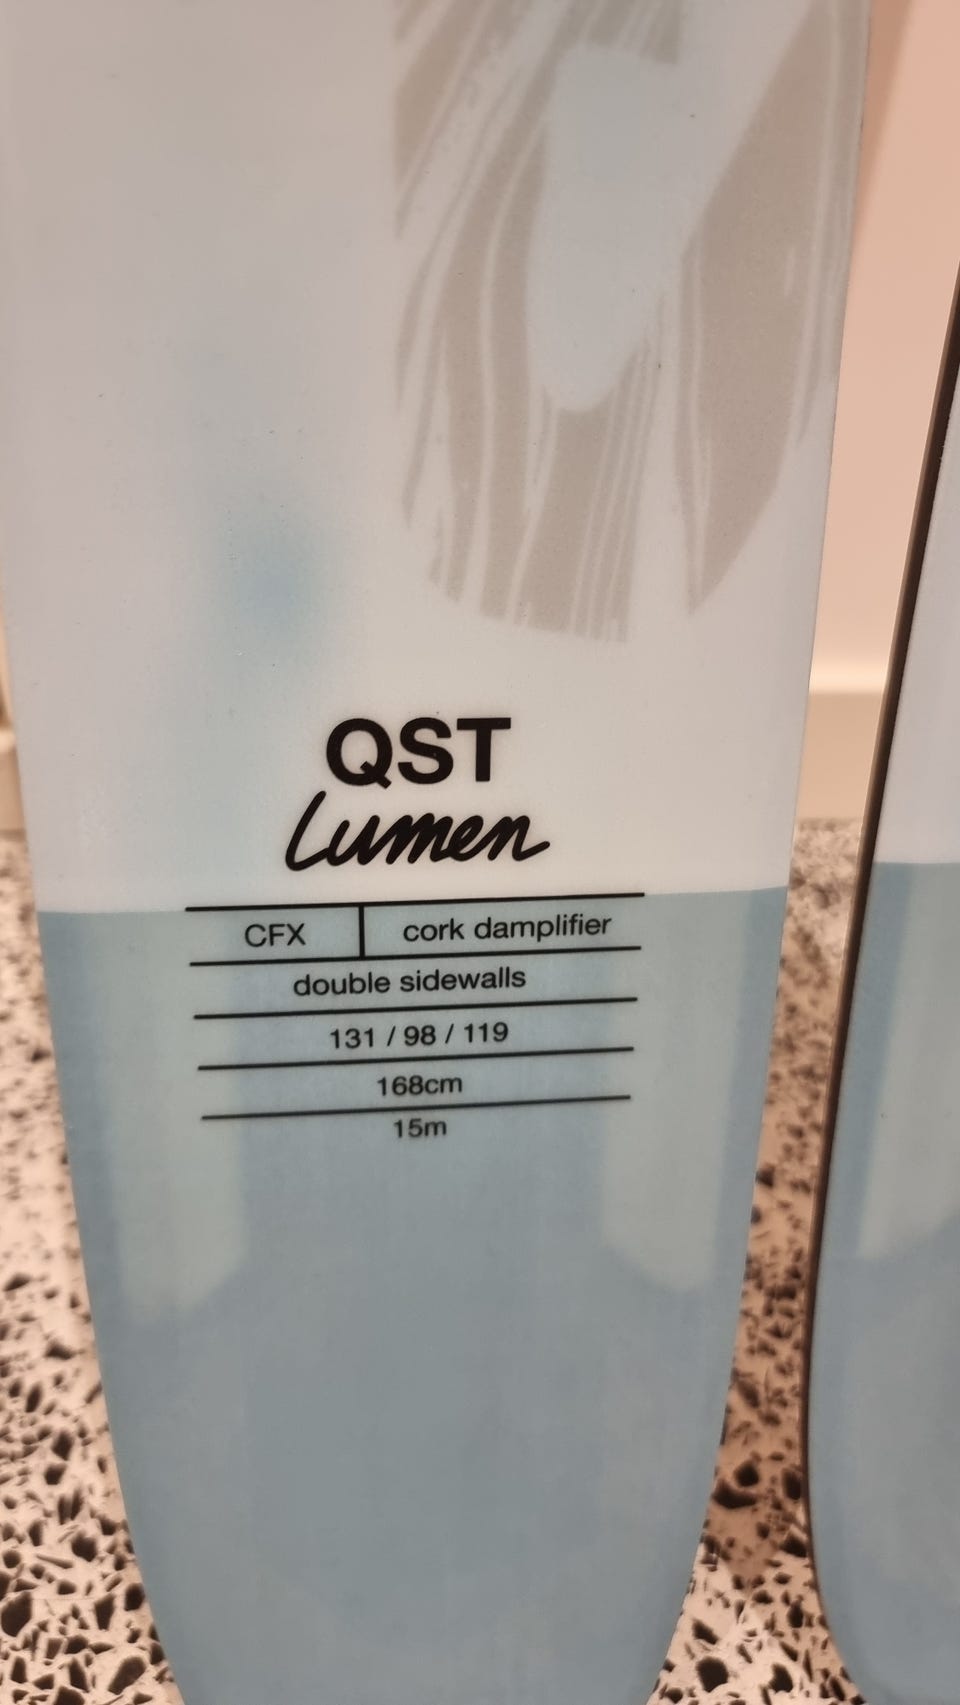 QST
Lumen
CFX cork damplifier
double sidewalls
131 / 98 / 119
168cm
15m